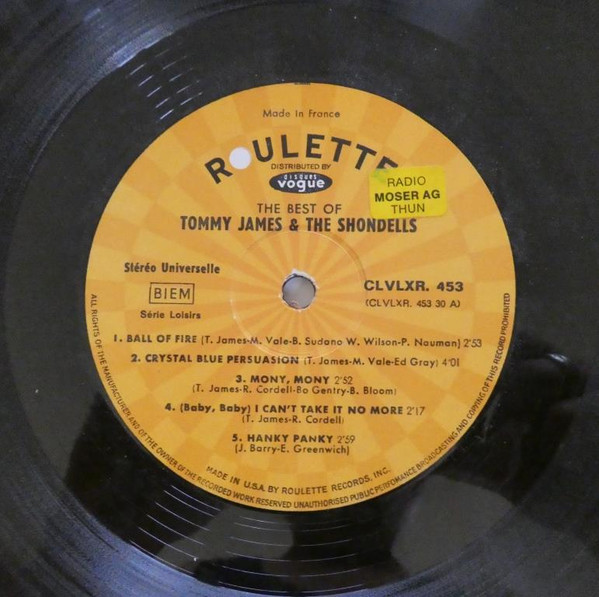 Made in France
ROULETTE
DISTRIBUTED BY
DISQUES
vogue
RADIO
MOSER AG
THUN
THE BEST OF
TOMMY JAMES & THE SHONDELLS
Stéréo Universelle
BIEM
Série Loisirs
CLVLXR. 453
(CLVLXR. 453 30 A)
1. BALL OF FIRE (T. James-M. Vale-B. Sudano W. Wilson-P. Nauman) 2'53
2. CRYSTAL BLUE PERSUASION (T. James-M. Vale-Ed Gray) 4'01
3. MONY, MONY 2'52
(T. James-R. Cordell-Bo Gentry-B. Bloom)
4. (Baby, Baby) I CAN'T TAKE IT NO MORE 2'17
(T. James-R. Cordell)
5. HANKY PANKY 2'59
(J. Barry-E. Greenwich)
MADE IN U.S.A. BY ROULETTE RECORDS, INC.
ALL RIGHTS OF THE MANUFACTURER AND OF THE OWNER OF THE RECORDED WORK RESERVED UNAUTHORISED PUBLIC PERFOMANCE BROADCASTING AND COPYING OF THIS RECORD PROHIBITED